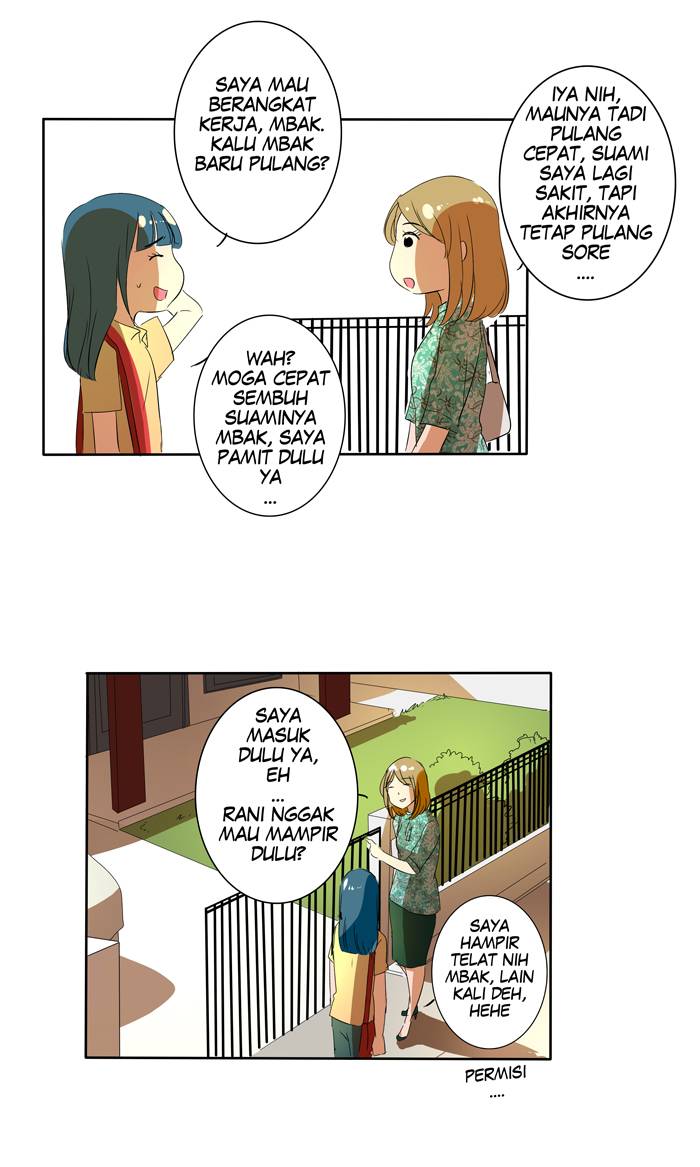 SAYA MAU
BERANGKAT
KERJA, MBAK.
KALU MBAK
BARU PULANG?
IYA NIH,
MAUNYA TADI
PULANG
CEPAT, SUAMI
SAYA LAGI
SAKIT, TAPI
AKHIRNYA
TETAP PULANG
SORE
....
WAH?
MOGA CEPAT
SEMBUH
SUAMINYA
MBAK, SAYA
PAMIT DULU
YA
...
SAYA
MASUK
DULU YA,
EH
...
RANI NGGAK
MAU MAMPIR
DULU?
SAYA
HAMPIR
TELAT NIH
MBAK, LAIN
KALI DEH,
HEHE
PERMISI
....